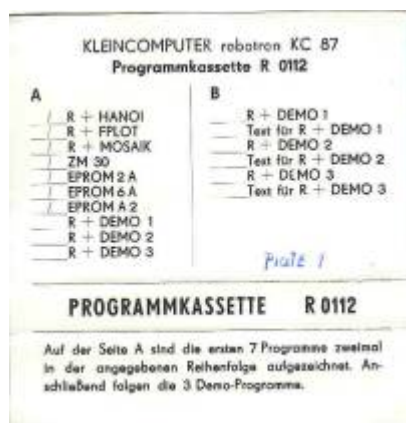 KLEINCOMPUTER robotron KC 87
Programmkassette R 0112
A
R + HANOI
R + FPLOT
R + MOSAIK
ZM 30
EPROM 2 A
EPROM 6 A
EPROM A 2
R + DEMO 1
R + DEMO 2
R + DEMO 3
B
R + DEMO 1
Text für R + DEMO 1
R + DEMO 2
Text für R + DEMO 2
R + DEMO 3
Text für R + DEMO 3
PROGRAMMKASSETTE R 0112
Auf der Seite A sind die ersten 7 Programme zweimal
in der angegebenen Reihenfolge aufgezeichnet. An-
schließend folgen die 3 Demo-Programme.